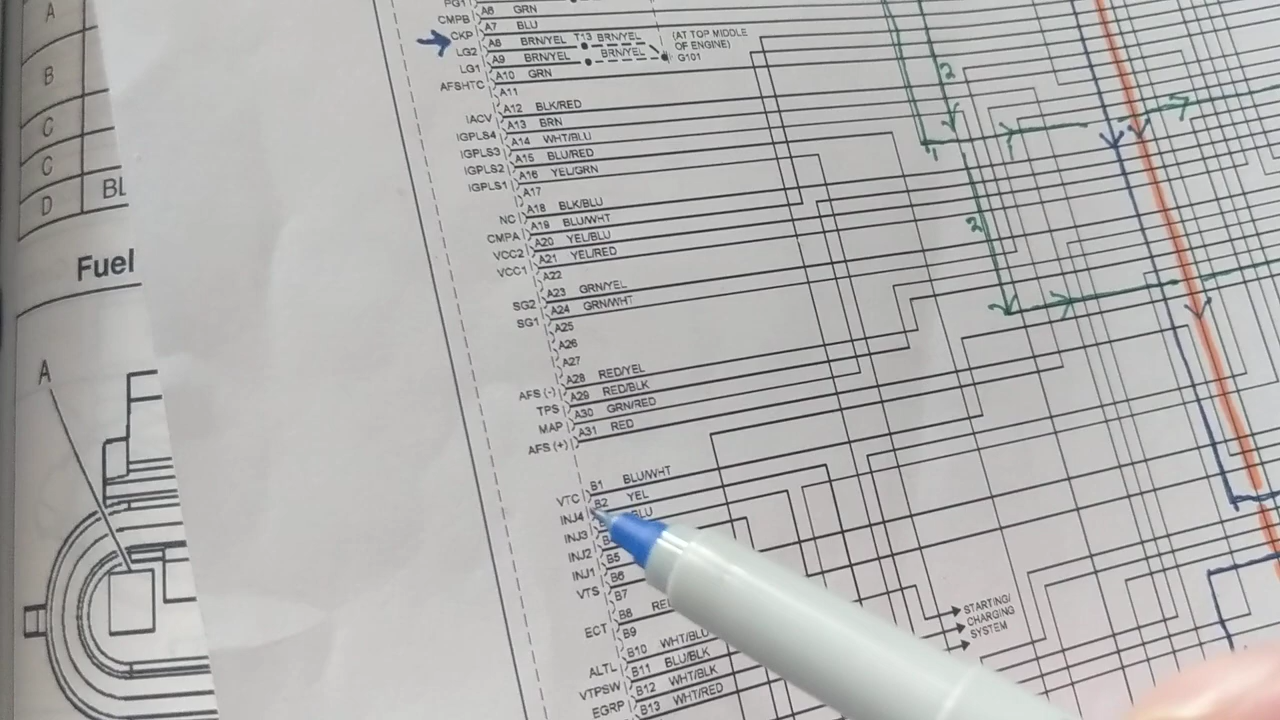 A
B
C
C
D
BL
Fuel
A
PG1
A6 GRN
CMPB
A7 BLU
CKP
A8 BRN/YEL T13 BRN/YEL
LG2
A9 BRN/YEL BRN/YEL
(AT TOP MIDDLE
OF ENGINE)
G101
LG1
A10 GRN
AFSHTC
A11
A12 BLK/RED
IACV
A13 BRN
IGPLS4
A14 WHT/BLU
IGPLS3
A15 BLU/RED
IGPLS2
A16 YEL/GRN
IGPLS1
A17
A18 BLK/BLU
NC
A19 BLU/WHT
CMPA
A20 YEL/BLU
VCC2
A21 YEL/RED
VCC1
A22
A23 GRN/YEL
SG2
A24 GRN/WHT
SG1
A25
A26
A27
A28 RED/YEL
AFS (-)
A29 RED/BLK
TPS
A30 GRN/RED
MAP
A31 RED
AFS (+)
B1 BLU/WHT
VTC
B2 YEL
INJ4
BLU
INJ3
INJ2
B5
INJ1
B6
VTS
B7
B8
ECT
B9
B10 WHT/BLU
ALTL
B11 BLU/BLK
VTPSW
B12 WHT/BLK
EGRP
B13 WHT/RED
STARTING/
CHARGING
SYSTEM
2
2